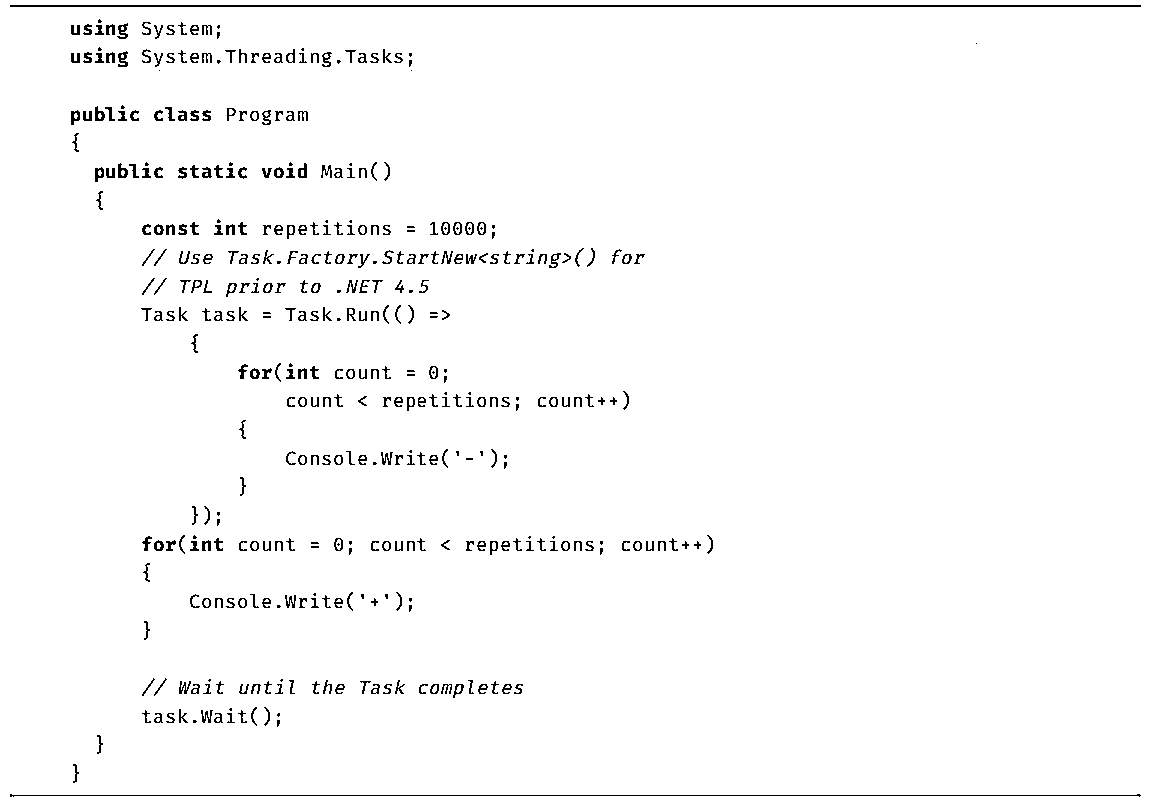 using System;
using System.Threading.Tasks;

public class Program
{
  public static void Main()
  {
      const int repetitions = 10000;
      // Use Task.Factory.StartNew<string>() for
      // TPL prior to .NET 4.5
      Task task = Task.Run(() =>
          {
              for(int count = 0;
                  count < repetitions; count++)
              {
                  Console.Write('-');
              }
          });
      for(int count = 0; count < repetitions; count++)
      {
          Console.Write('+');
      }

      // Wait until the Task completes
      task.Wait();
  }
}